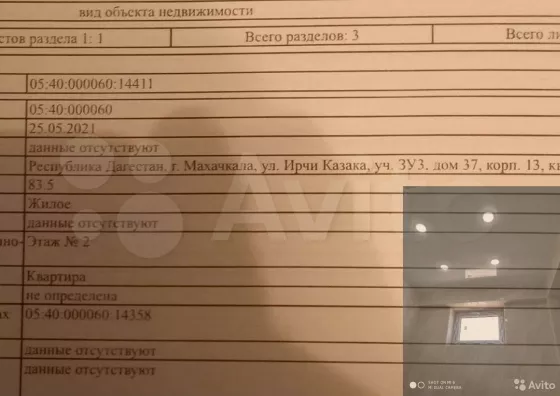 вид объекта недвижимости
стов раздела 1: 1
Всего разделов: 3
Всего ли
05:40:000060:14411
05:40:000060
25.05.2021
данные отсутствуют
Республика Дагестан, г. Махачкала, ул. Ирчи Казака, уч. ЗУ3, дом 37, корп. 13, кв
83.5
Жилое
данные отсутствуют
но- Этаж № 2
Квартира
не определена
ах 05:40:000060:14358
данные отсутствуют
данные отсутствуют
Avito
Avito